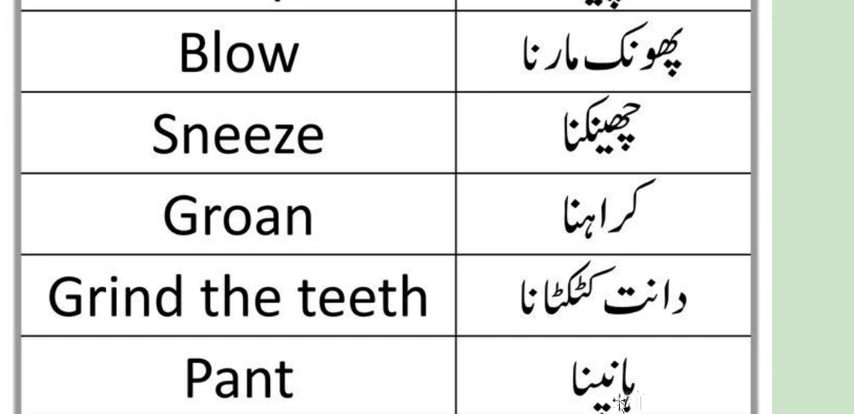 Blow پھونک مارنا
Sneeze چھینکنا
Groan کراہنا
Grind the teeth دانت کٹکٹانا
Pant ہانپنا